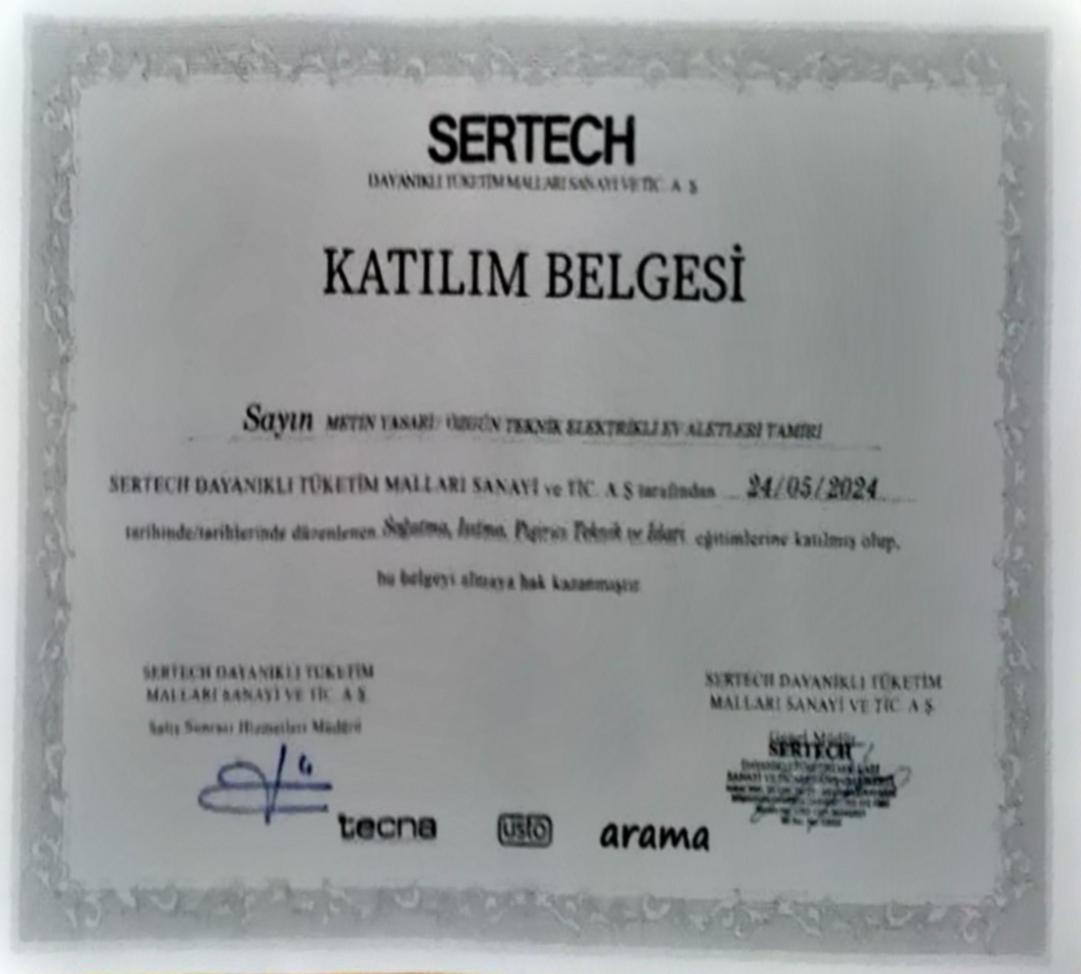 SERTECH
DAYANIKLI TÜKETİM MALLARI SANAYİ VE TİC. A. Ş.
KATILIM BELGESİ
Sayın METİN YASARİ/ ÖZGÜN TEKNİK ELEKTRİKLİ EV ALETLERİ TAMİRİ
SERTECH DAYANIKLI TÜKETİM MALLARI SANAYİ ve TİC. A.Ş tarafından 24/05/2024
tarihinde/tarihlerinde düzenlenen Soğutma, Isıtma, Pişirici Teknik ve İdari eğitimlerine katılmış olup,
bu belgeyi almaya hak kazanmıştır.
SERTECH DAYANIKLI TÜKETİM
MALLARI SANAYİ VE TİC. A.Ş.
Satış Sonrası Hizmetleri Müdürü
SERTECH DAYANIKLI TÜKETİM
MALLARI SANAYİ VE TİC. A.Ş.
Genel Müdür
SERTECH
tecna
usfo
arama